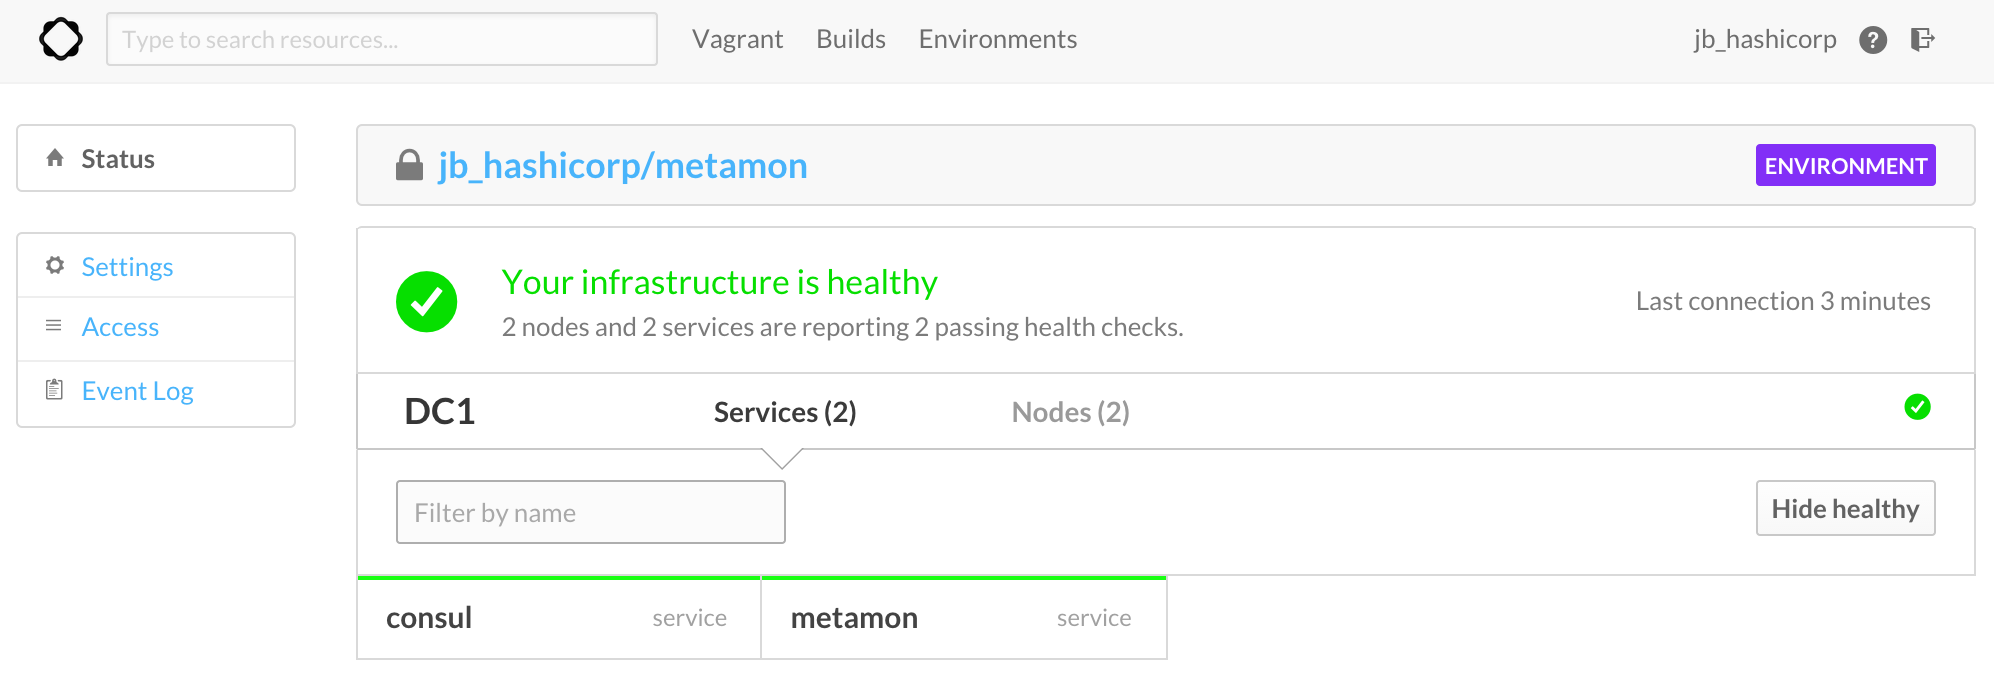 Type to search resources... Vagrant Builds Environments jb_hashicorp ?
Status
Settings
Access
Event Log
jb_hashicorp/metamon ENVIRONMENT
Your infrastructure is healthy
2 nodes and 2 services are reporting 2 passing health checks.
Last connection 3 minutes
DC1 Services (2) Nodes (2)
Filter by name Hide healthy
consul service metamon service